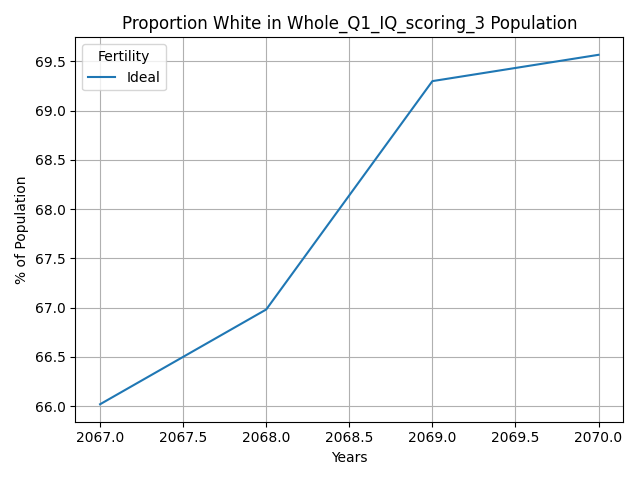 Proportion White in Whole_Q1_IQ_scoring_3 Population
Fertility
Ideal
% of Population
69.5
69.0
68.5
68.0
67.5
67.0
66.5
66.0
2067.0 2067.5 2068.0 2068.5 2069.0 2069.5 2070.0
Years